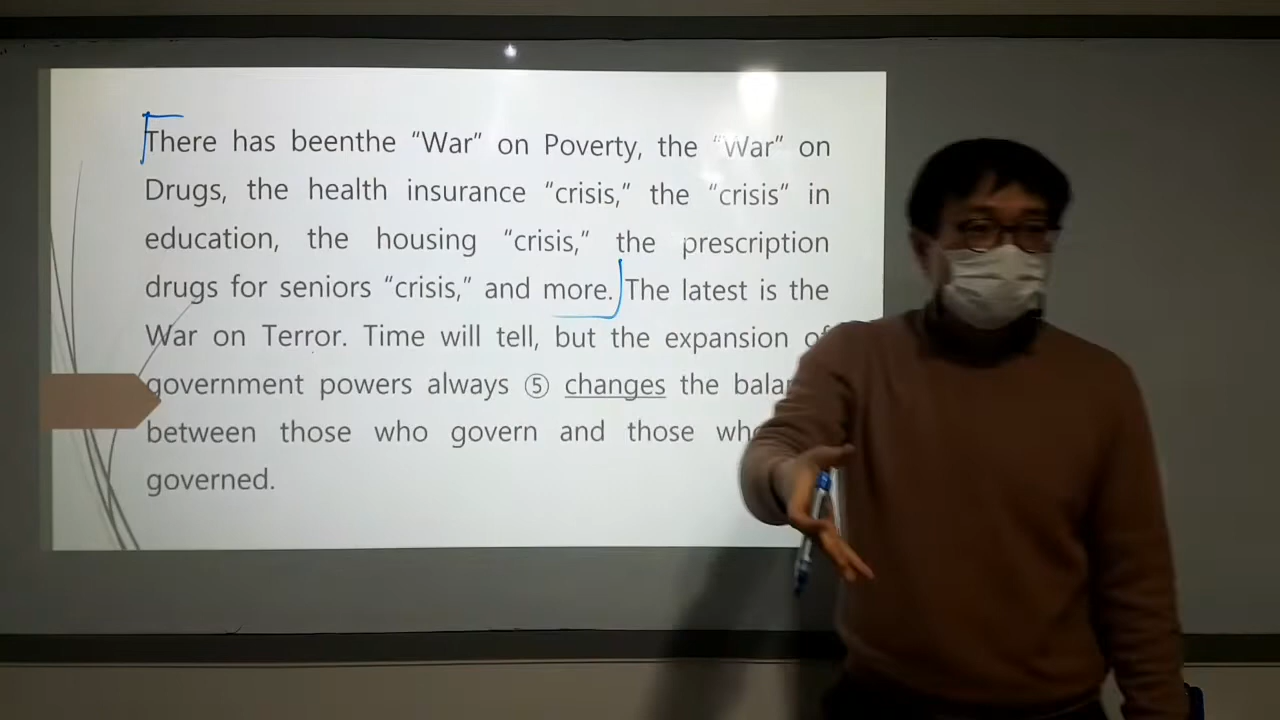 There has beenthe “War” on Poverty, the “War” on
Drugs, the health insurance “crisis,” the “crisis” in
education, the housing “crisis,” the prescription
drugs for seniors “crisis,” and more. The latest is the
War on Terror. Time will tell, but the expansion of
government powers always ⑤ changes the
between those who govern and those
governed.